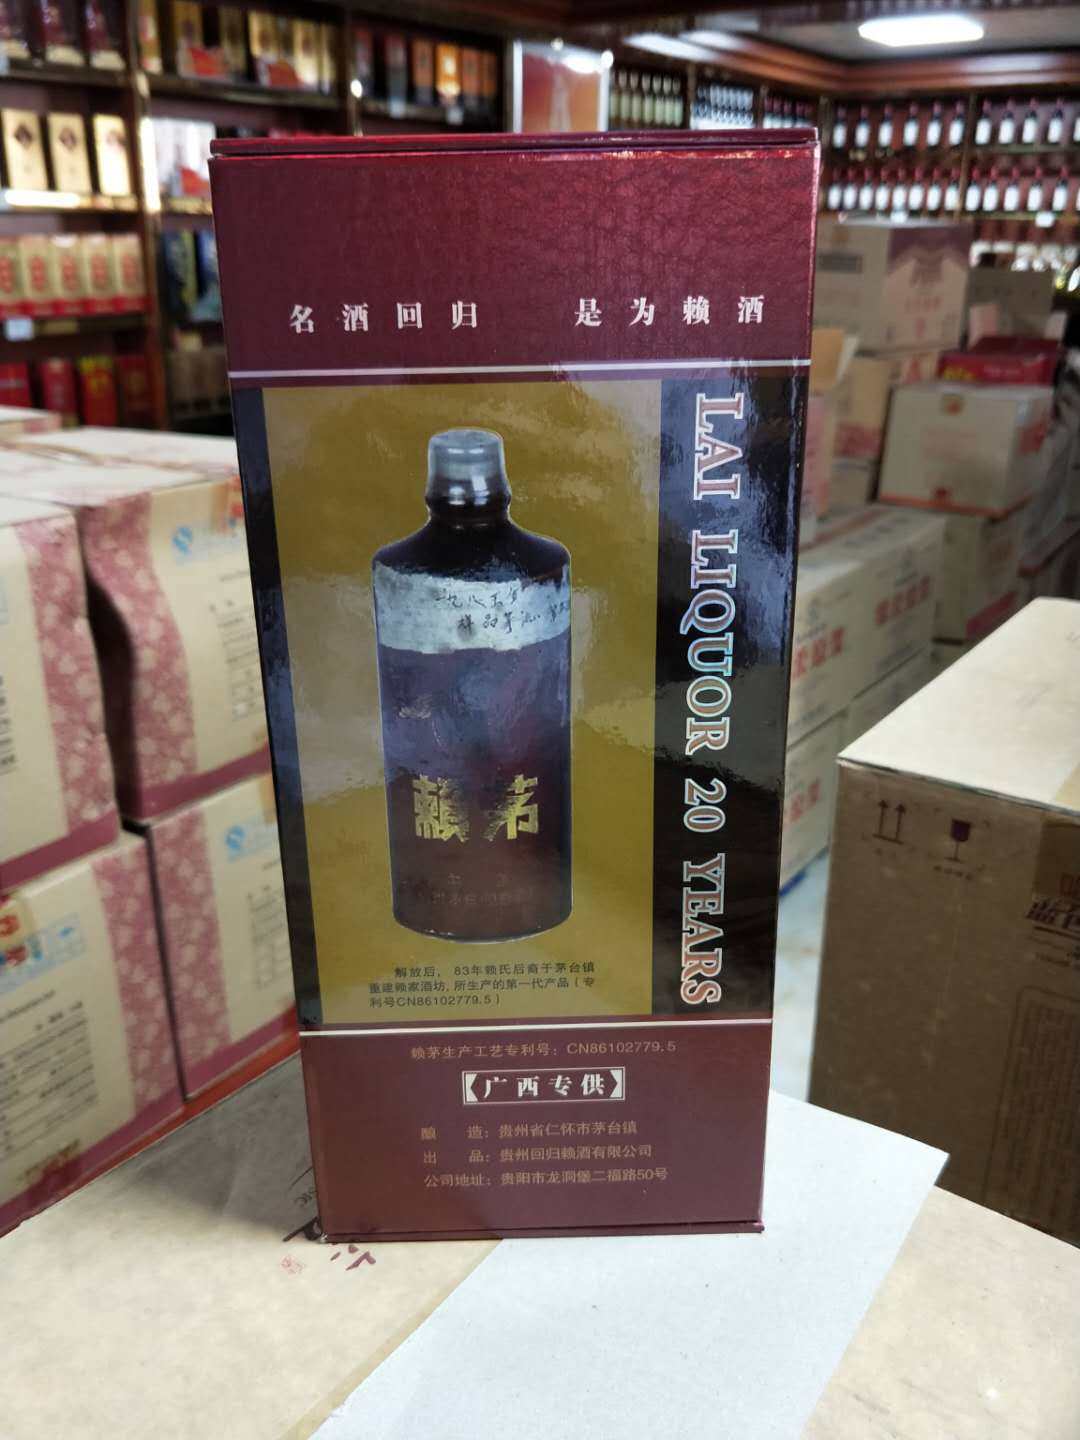 名酒回归 是为赖酒
LAI LIQUOR 20 YEARS
赖茅
解放后，83年赖氏后裔于茅台镇
重建赖家酒坊，所生产的第一代产品（专
利号CN86102779.5）
赖茅生产工艺专利号：CN86102779.5
【广西专供】
酿 造：贵州省仁怀市茅台镇
出 品：贵州回归赖酒有限公司
公司地址：贵阳市龙洞堡二福路50号